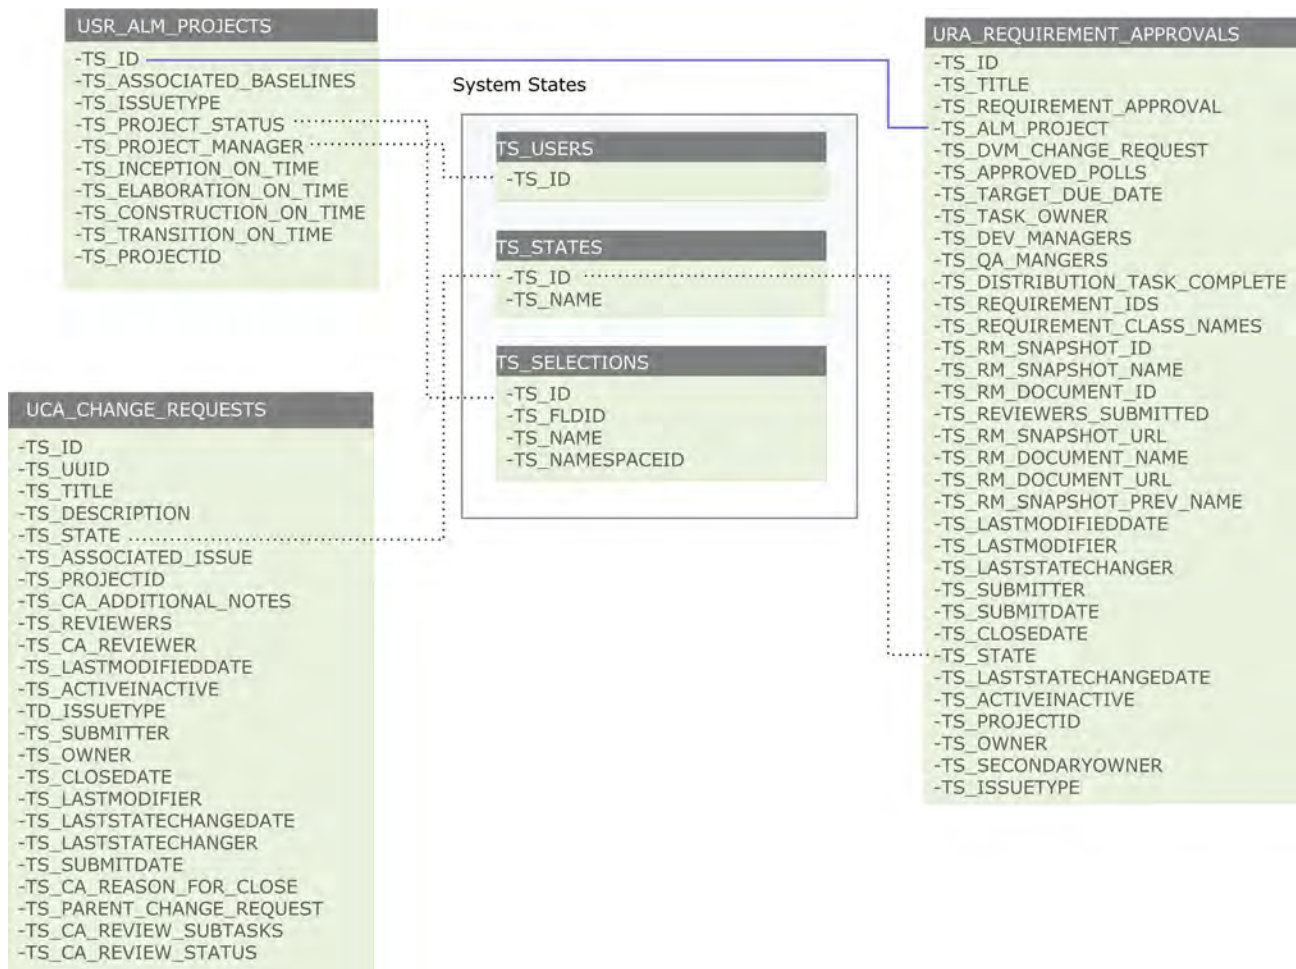 USR_ALM_PROJECTS
-TS_ID
-TS_ASSOCIATED_BASELINES
-TS_ISSUETYPE
-TS_PROJECT_STATUS
-TS_PROJECT_MANAGER
-TS_INCEPTION_ON_TIME
-TS_ELABORATION_ON_TIME
-TS_CONSTRUCTION_ON_TIME
-TS_TRANSITION_ON_TIME
-TS_PROJECTID
System States
TS_USERS
-TS_ID
TS_STATES
-TS_ID
-TS_NAME
TS_SELECTIONS
-TS_ID
-TS_FLDID
-TS_NAME
-TS_NAMESPACEID
URA_REQUIREMENT_APPROVALS
-TS_ID
-TS_TITLE
-TS_REQUIREMENT_APPROVAL
-TS_ALM_PROJECT
-TS_DVM_CHANGE_REQUEST
-TS_APPROVED_POLLS
-TS_TARGET_DUE_DATE
-TS_TASK_OWNER
-TS_DEV_MANAGERS
-TS_QA_MANGERS
-TS_DISTRIBUTION_TASK_COMPLETE
-TS_REQUIREMENT_IDS
-TS_REQUIREMENT_CLASS_NAMES
-TS_RM_SNAPSHOT_ID
-TS_RM_SNAPSHOT_NAME
-TS_RM_DOCUMENT_ID
-TS_REVIEWERS_SUBMITTED
-TS_RM_SNAPSHOT_URL
-TS_RM_DOCUMENT_NAME
-TS_RM_DOCUMENT_URL
-TS_RM_SNAPSHOT_PREV_NAME
-TS_LASTMODIFIEDDATE
-TS_LASTMODIFIER
-TS_LASTSTATECHANGER
-TS_SUBMITTER
-TS_SUBMITDATE
-TS_CLOSEDATE
-TS_STATE
-TS_LASTSTATECHANGEDATE
-TS_ACTIVEINACTIVE
-TS_PROJECTID
-TS_OWNER
-TS_SECONDARYOWNER
-TS_ISSUETYPE
UCA_CHANGE_REQUESTS
-TS_ID
-TS_UUID
-TS_TITLE
-TS_DESCRIPTION
-TS_STATE
-TS_ASSOCIATED_ISSUE
-TS_PROJECTID
-TS_CA_ADDITIONAL_NOTES
-TS_REVIEWERS
-TS_CA_REVIEWER
-TS_LASTMODIFIEDDATE
-TS_ACTIVEINACTIVE
-TD_ISSUETYPE
-TS_SUBMITTER
-TS_OWNER
-TS_CLOSEDATE
-TS_LASTMODIFIER
-TS_LASTSTATECHANGEDATE
-TS_LASTSTATECHANGER
-TS_SUBMITDATE
-TS_CA_REASON_FOR_CLOSE
-TS_PARENT_CHANGE_REQUEST
-TS_CA_REVIEW_SUBTASKS
-TS_CA_REVIEW_STATUS